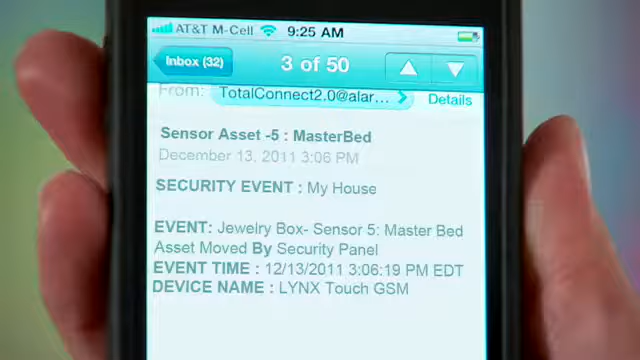 AT&T M-Cell 9:25 AM
Inbox (32) 3 of 50
From: TotalConnect2.0@alar... Details
Sensor Asset -5 : MasterBed
December 13, 2011 3:06 PM
SECURITY EVENT : My House
EVENT: Jewelry Box- Sensor 5: Master Bed
Asset Moved By Security Panel
EVENT TIME : 12/13/2011 3:06:19 PM EDT
DEVICE NAME : LYNX Touch GSM